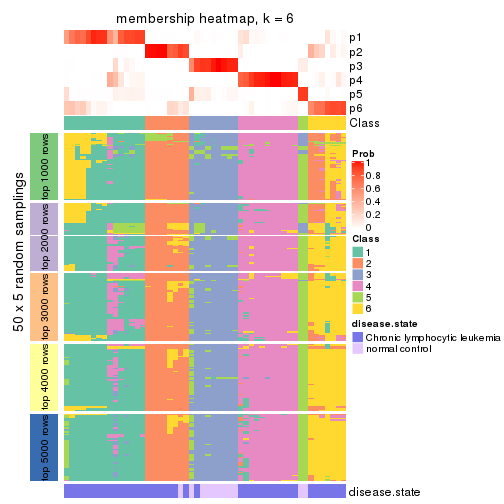 membership heatmap, k = 6
p1
p2
p3
p4
p5
p6
Class
50 x 5 random samplings
top 1000 rows
top 2000 rows
top 3000 rows
top 4000 rows
top 5000 rows
Prob
1
0.8
0.6
0.4
0.2
0
Class
1
2
3
4
5
6
disease.state
Chronic lymphocytic leukemia
normal control
disease.state